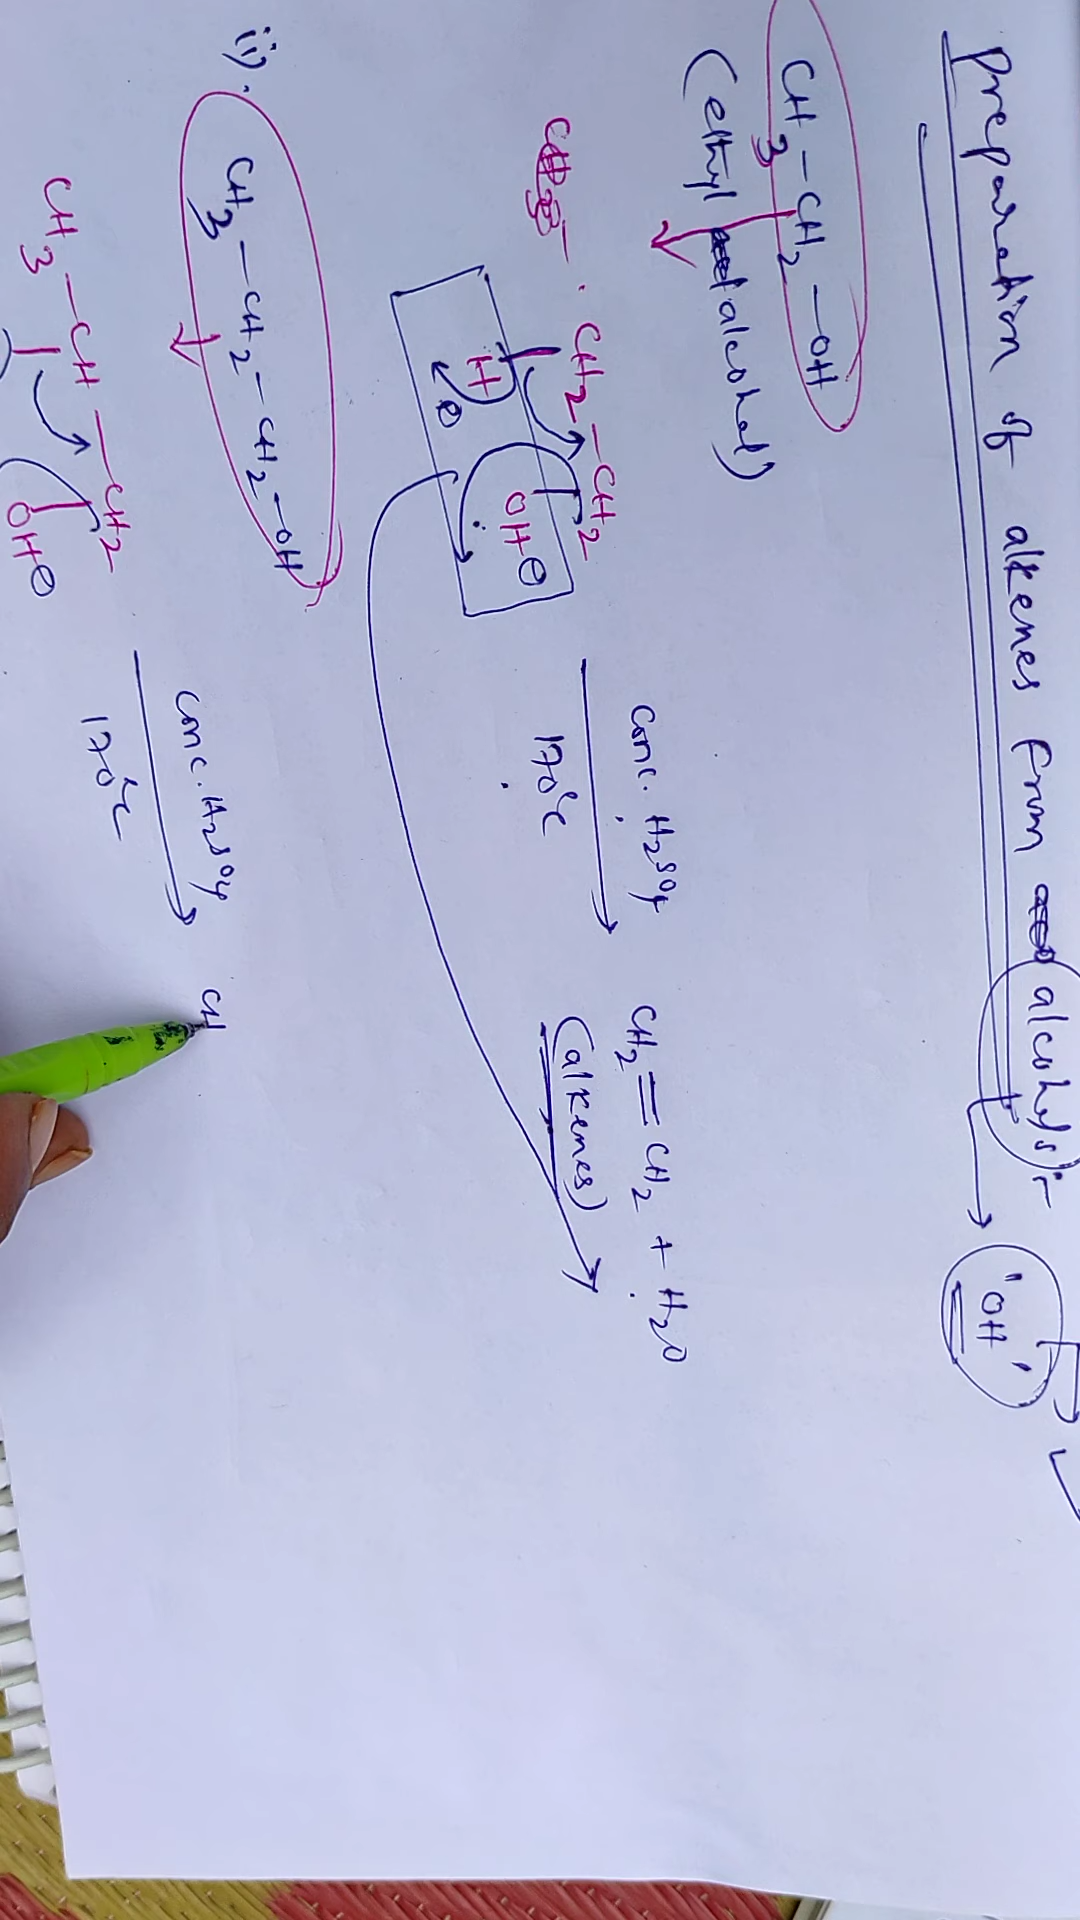 Preparation of alkenes from alcohols:-
"OH"
CH3-CH2-OH
(ethyl alcohol)
CH2-CH2
H OH
conc. H2SO4
170°C
CH2=CH2 + H2O
(alkenes)
ii).
CH3-CH2-CH2-OH
CH3-CH-CH2
OH
conc. H2SO4
170°C
CH